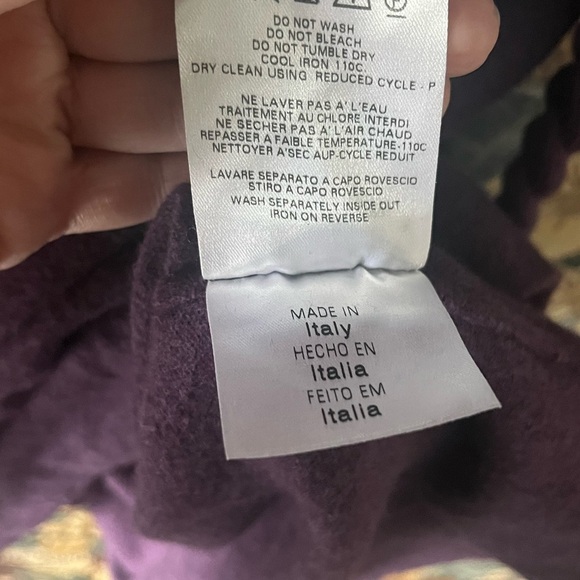 P
DO NOT WASH
DO NOT BLEACH
DO NOT TUMBLE DRY
COOL IRON 110C.
DRY CLEAN USING REDUCED CYCLE - P
NE LAVER PAS A' L'EAU
TRAITEMENT AU CHLORE INTERDI
NE SECHER PAS A' L'AIR CHAUD
REPASSER A FAIBLE TEMPERATURE-110C
NETTOYER A'SEC AUP-CYCLE REDUIT
LAVARE SEPARATO A CAPO ROVESCIO
STIRO A CAPO ROVESCIO
WASH SEPARATELY INSIDE OUT
IRON ON REVERSE
MADE IN
Italy
HECHO EN
Italia
FEITO EM
Italia